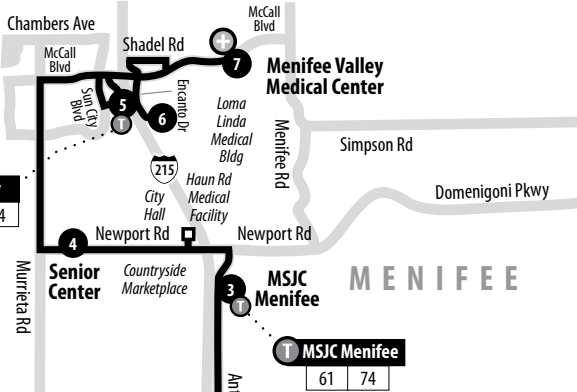 Chambers Ave
McCall
Blvd
McCall
Blvd
Shadel Rd
7
Menifee Valley
Medical Center
Sun City
Blvd
5
T
6
Encanto Dr
Loma
Linda
Medical
Bldg
Menifee Rd
Simpson Rd
215
City
Hall
Haun Rd
Medical
Facility
Domenigoni Pkwy
4
4
Newport Rd
Newport Rd
Senior
Center
Countryside
Marketplace
Murrieta Rd
3
T
MSJC
Menifee
MENIFEE
T MSJC Menifee
61 74